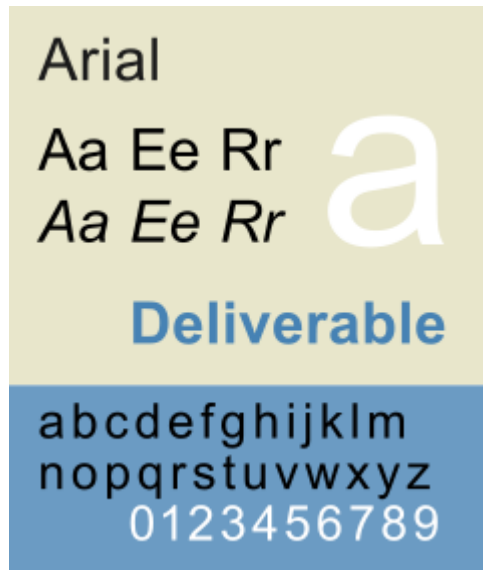 Arial
Aa Ee Rr
Aa Ee Rr
a
Deliverable
abcdefghijklm
nopqrstuvwxyz
0123456789